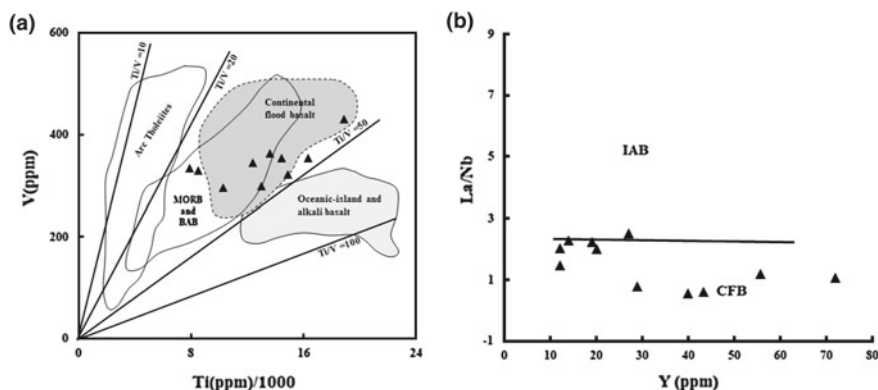 (a)
600
400
200
0
V(ppm)
Ti/V =10
Ti/V =20
Arc Tholeiites
Continental
flood basalt
Ti/V =50
MORB
and
BAB
Oceanic-island and
alkali basalt
Ti/V =100
8
16
24
Ti(ppm)/1000
(b)
9
7
5
3
1
-1
La/Nb
IAB
CFB
0 10 20 30 40 50 60 70 80
Y (ppm)